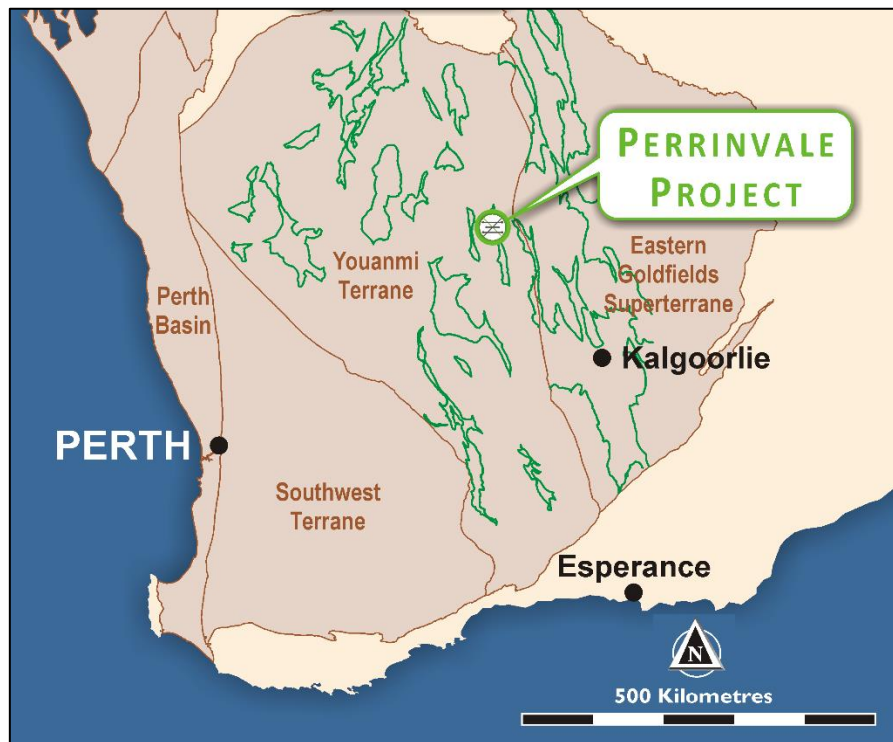 PERRINVALE
PROJECT
Youanmi
Terrane
Eastern
Goldfields
Superterrane
Perth
Basin
Kalgoorlie
PERTH
Southwest
Terrane
Esperance
N
500 Kilometres